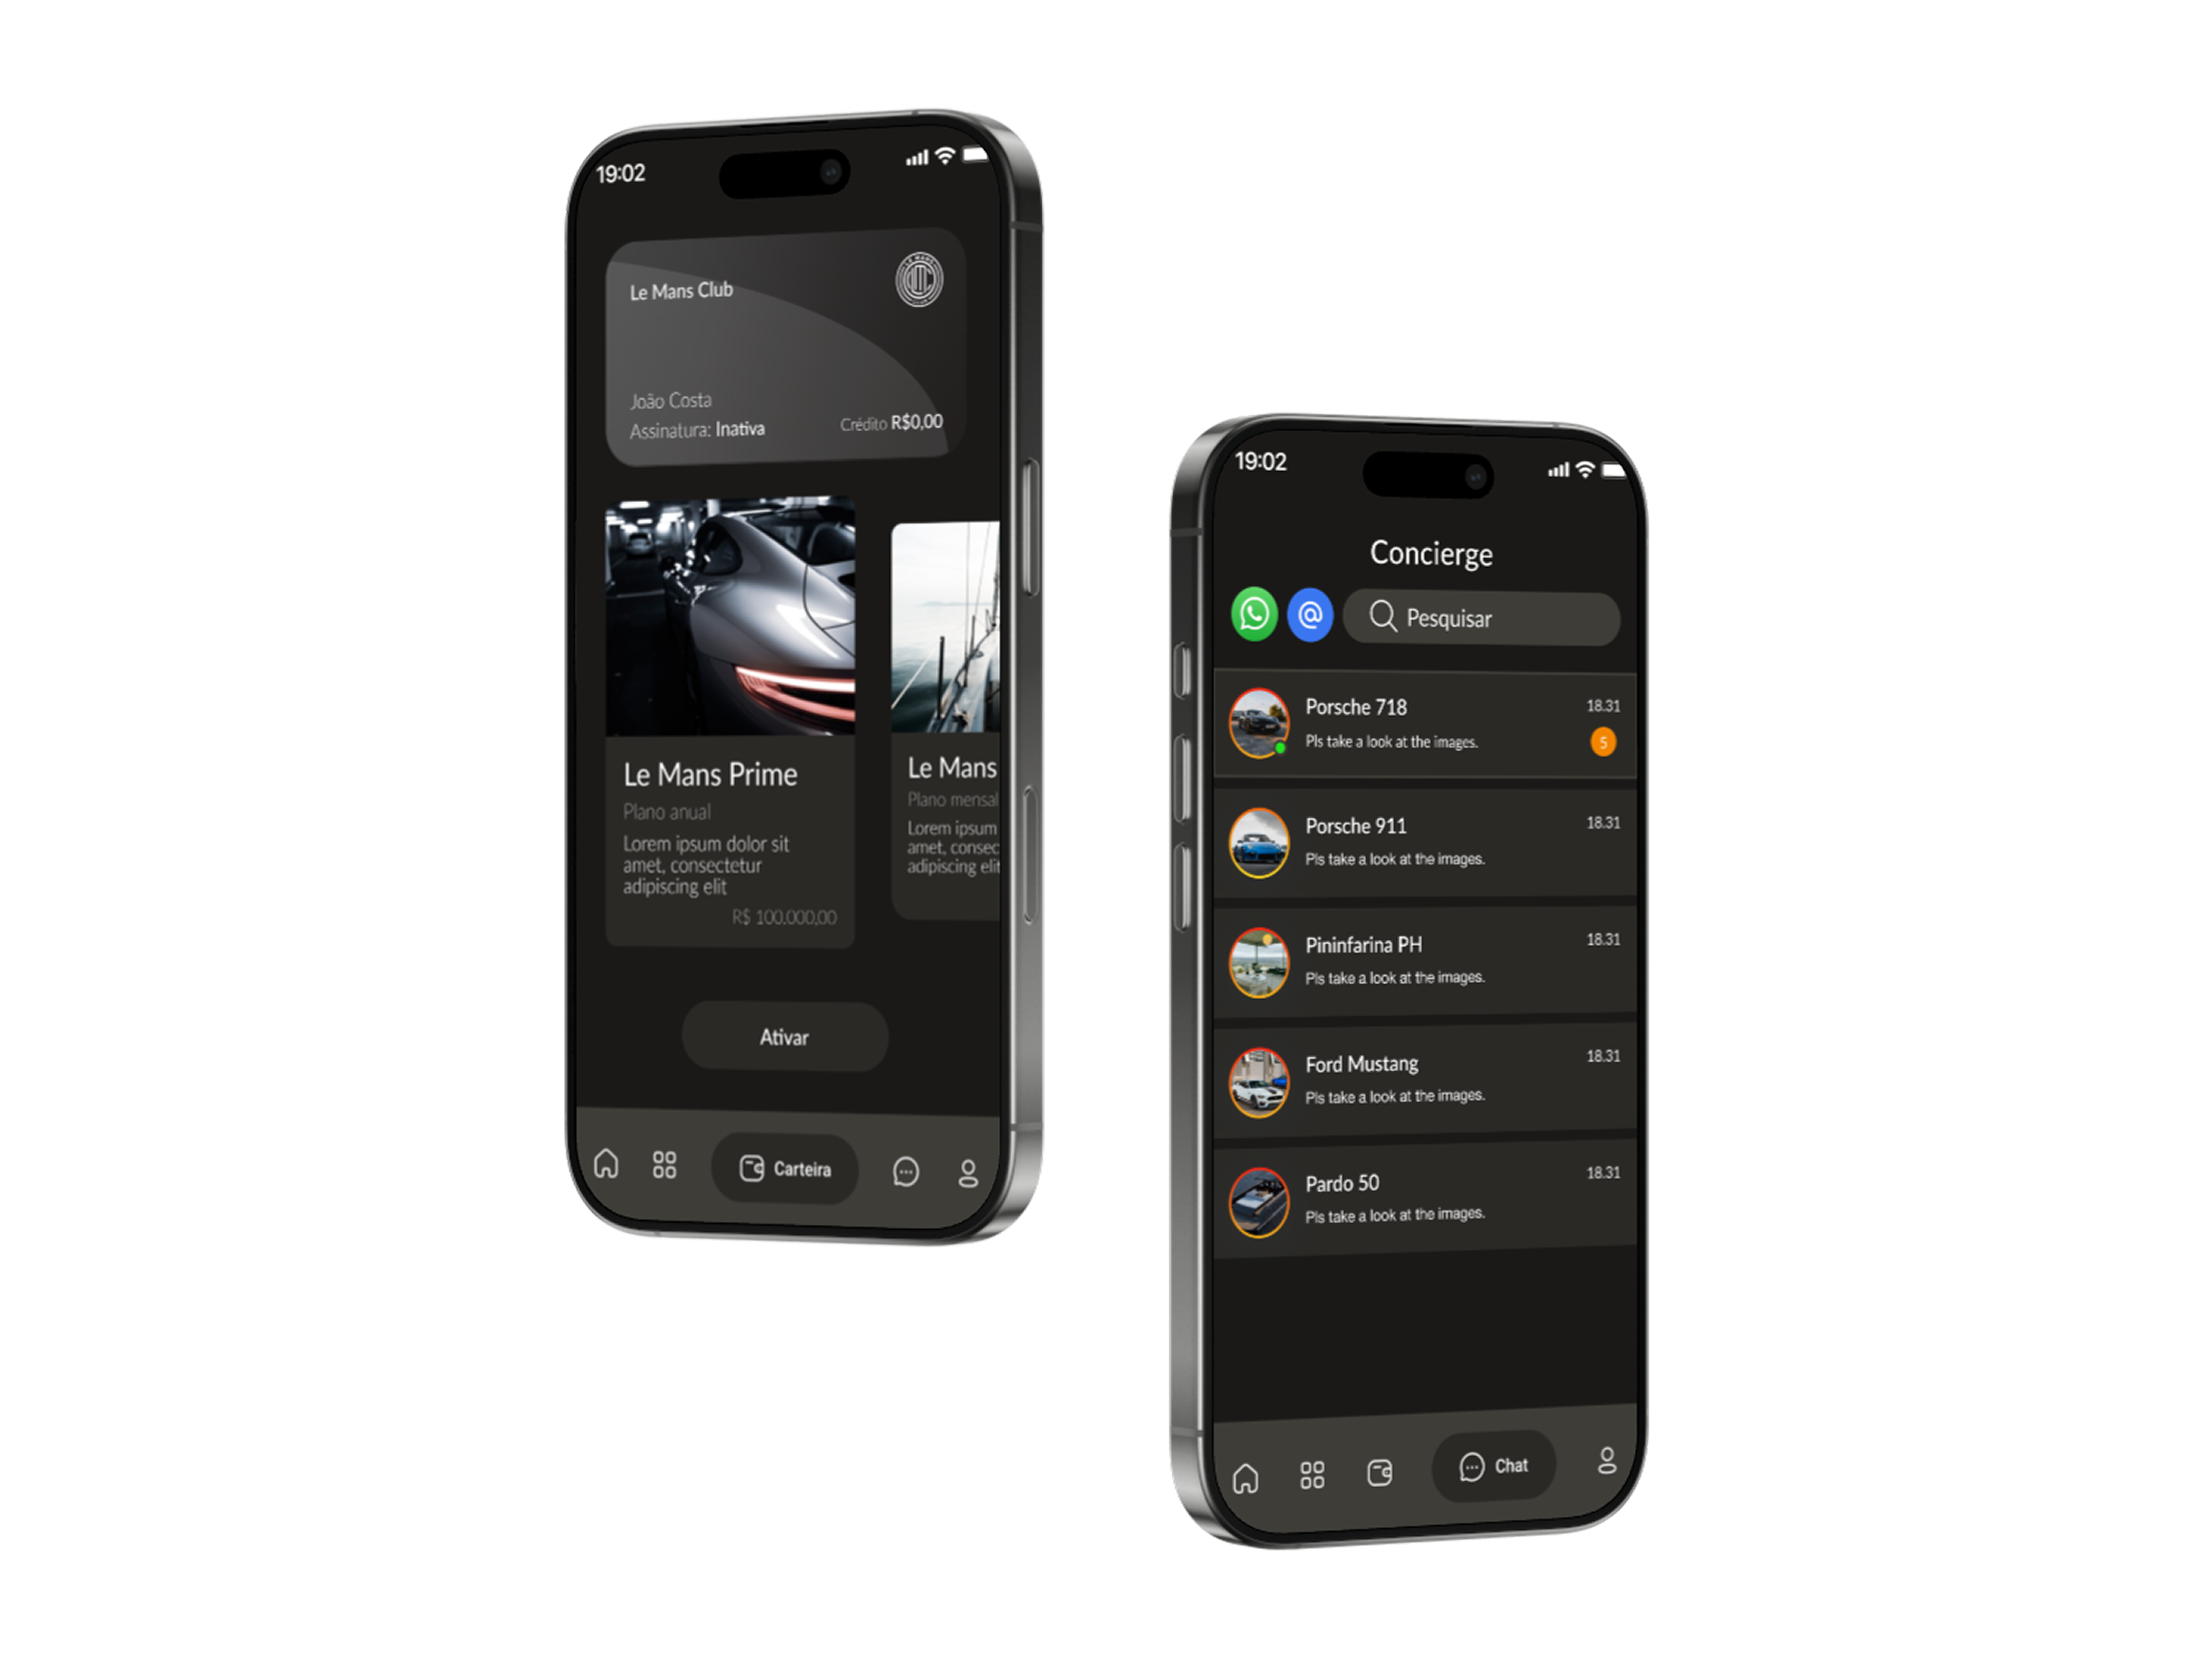 19:02
Le Mans Club
LE MANS
João Costa
Assinatura: Inativa
Crédito R$0,00
Le Mans Prime
Plano anual
Lorem ipsum dolor sit
amet, consectetur
adipiscing elit
R$ 100.000,00
Le Mans
Plano mensal
Lorem ipsum
amet, consec
adipiscing elit
Ativar
Carteira
19:02
Concierge
@
Pesquisar
Porsche 718
18.31
Pls take a look at the images.
5
Porsche 911
18.31
Pls take a look at the images.
Pininfarina PH
18.31
Pls take a look at the images.
Ford Mustang
18.31
Pls take a look at the images.
Pardo 50
18.31
Pls take a look at the images.
Chat